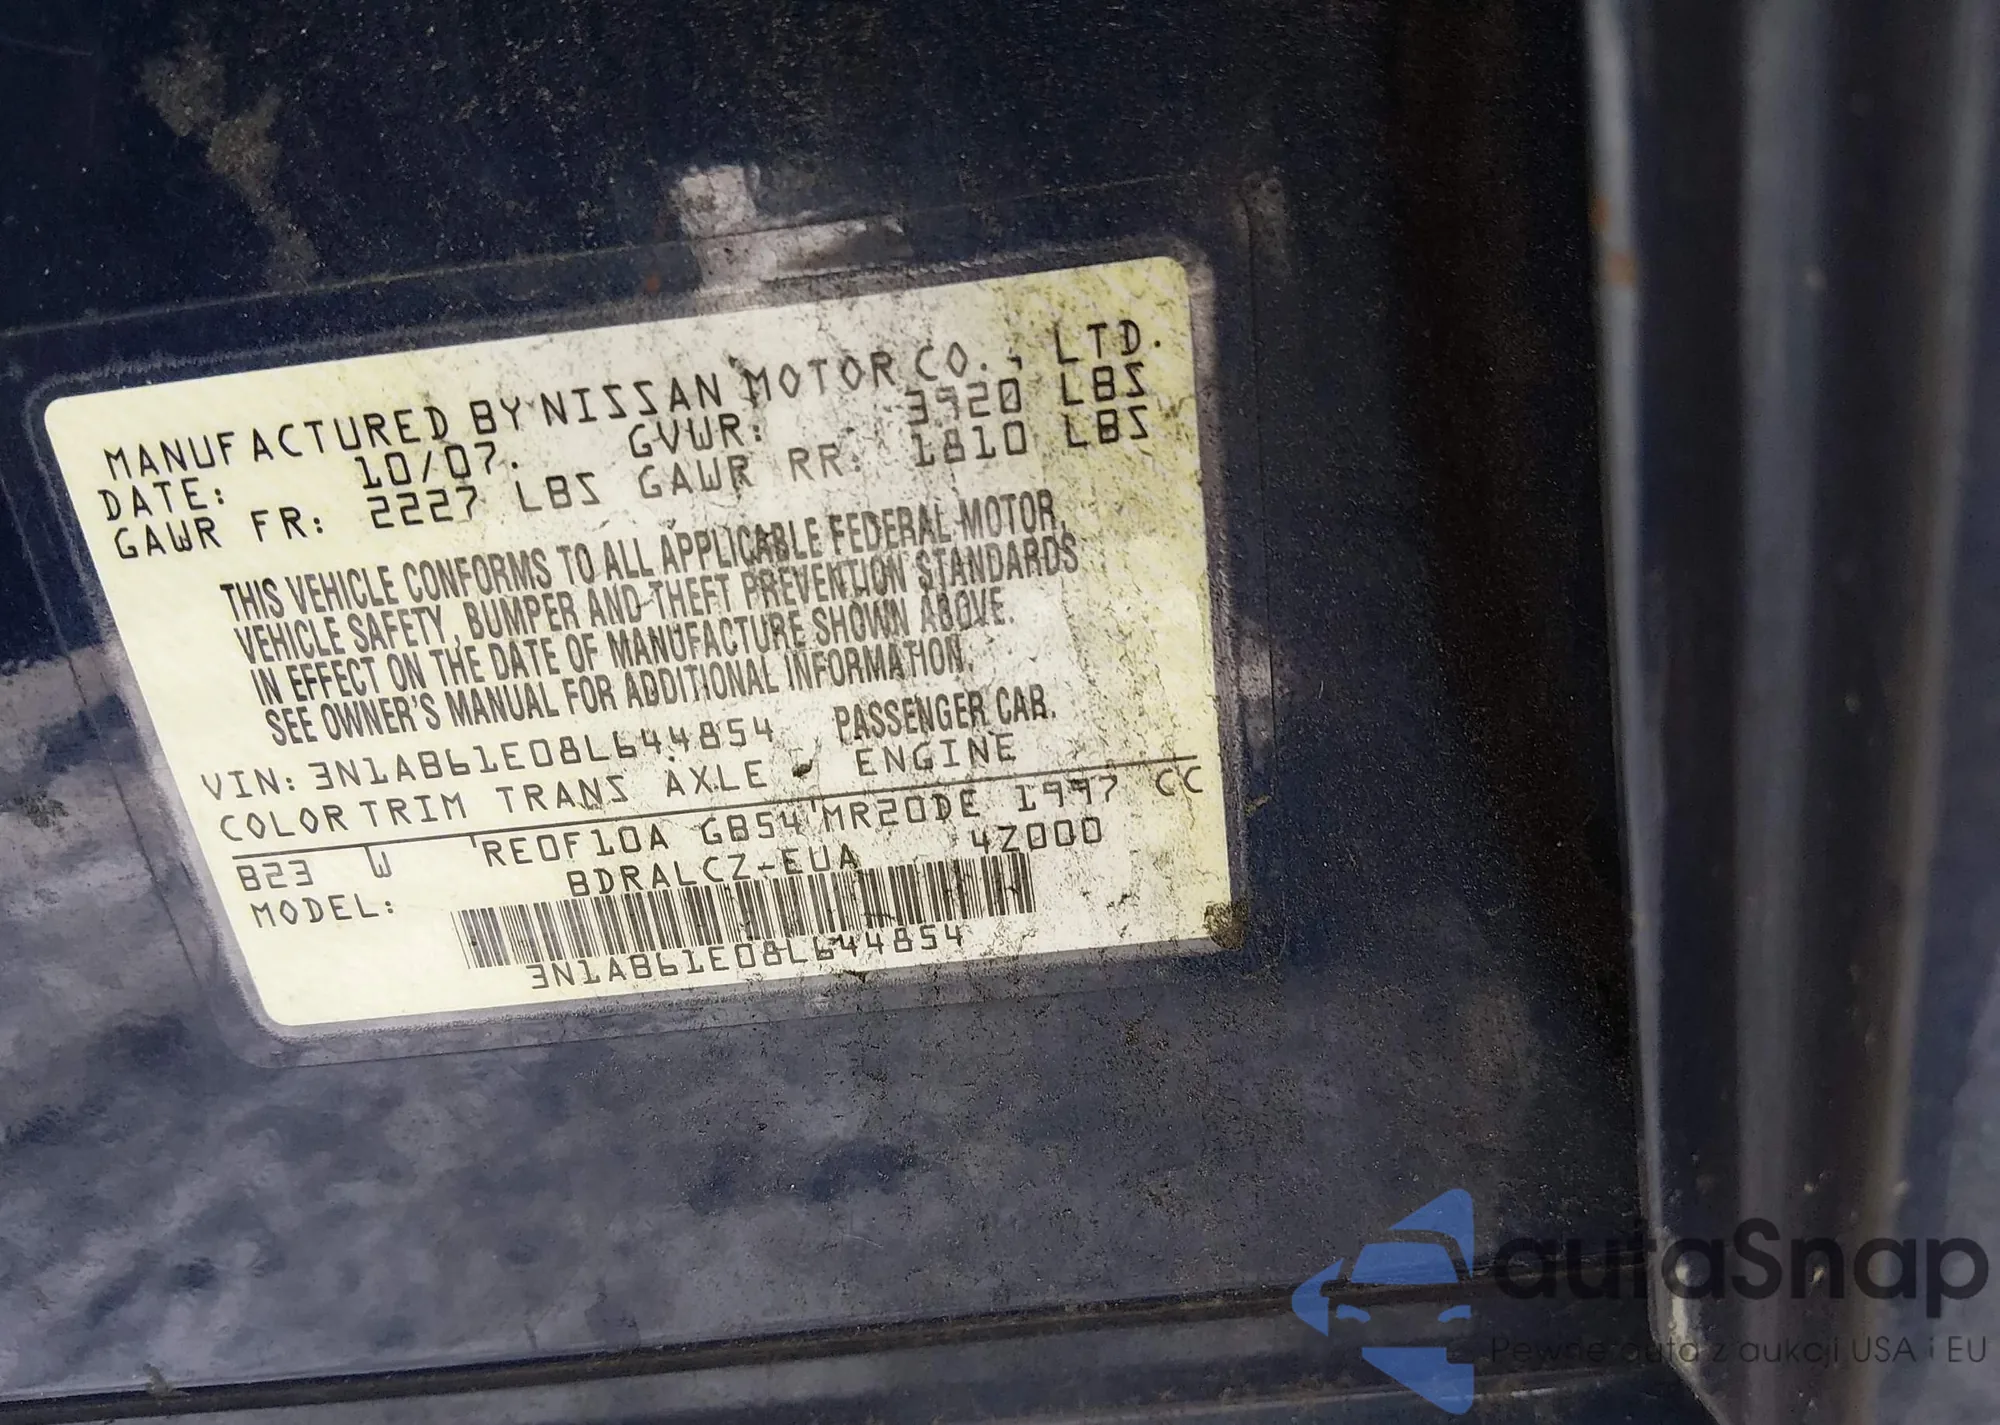 MANUFACTURED BY NISSAN MOTOR CO., LTD.
DATE: 10/07. GVWR: 3920 LBS
GAWR FR: 2227 LBS GAWR RR: 1810 LBS
THIS VEHICLE CONFORMS TO ALL APPLICABLE FEDERAL MOTOR
VEHICLE SAFETY, BUMPER AND THEFT PREVENTION STANDARDS
IN EFFECT ON THE DATE OF MANUFACTURE SHOWN ABOVE.
SEE OWNER'S MANUAL FOR ADDITIONAL INFORMATION.
VIN: 3N1AB61E08L644854 PASSENGER CAR.
COLOR TRIM TRANS AXLE ENGINE
B23 W RE0F10A GB54 MR20DE 1997 CC
MODEL: BDRALCZ-EUA 4Z000
3N1AB61E08L644854
autaSnap
Pewne auta z aukcji USA i EU